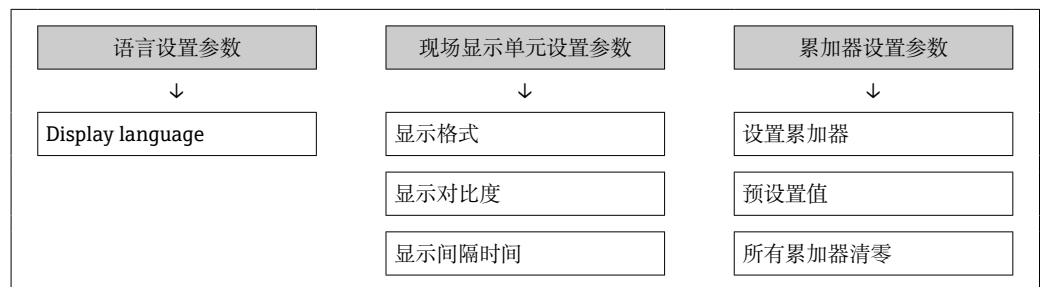 语言设置参数
现场显示单元设置参数
累加器设置参数
↓
↓
↓
Display language
显示格式
设置累加器
显示对比度
预设置值
显示间隔时间
所有累加器清零